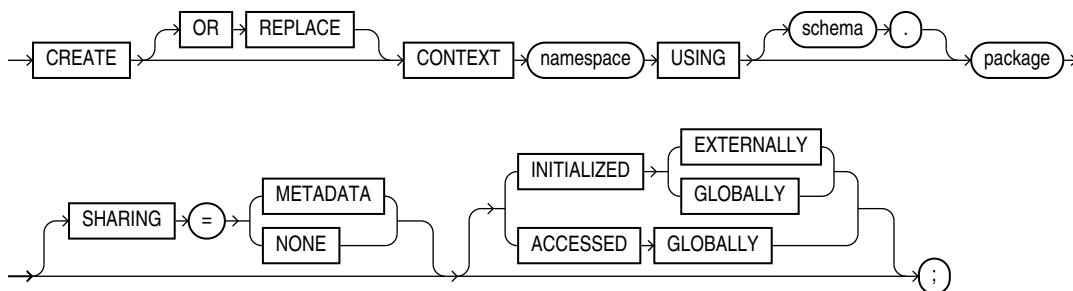 OR REPLACE schema .
CREATE CONTEXT namespace USING package
EXTERNALLY
METADATA INITIALIZED GLOBALLY
SHARING = NONE ACCESSED GLOBALLY
;